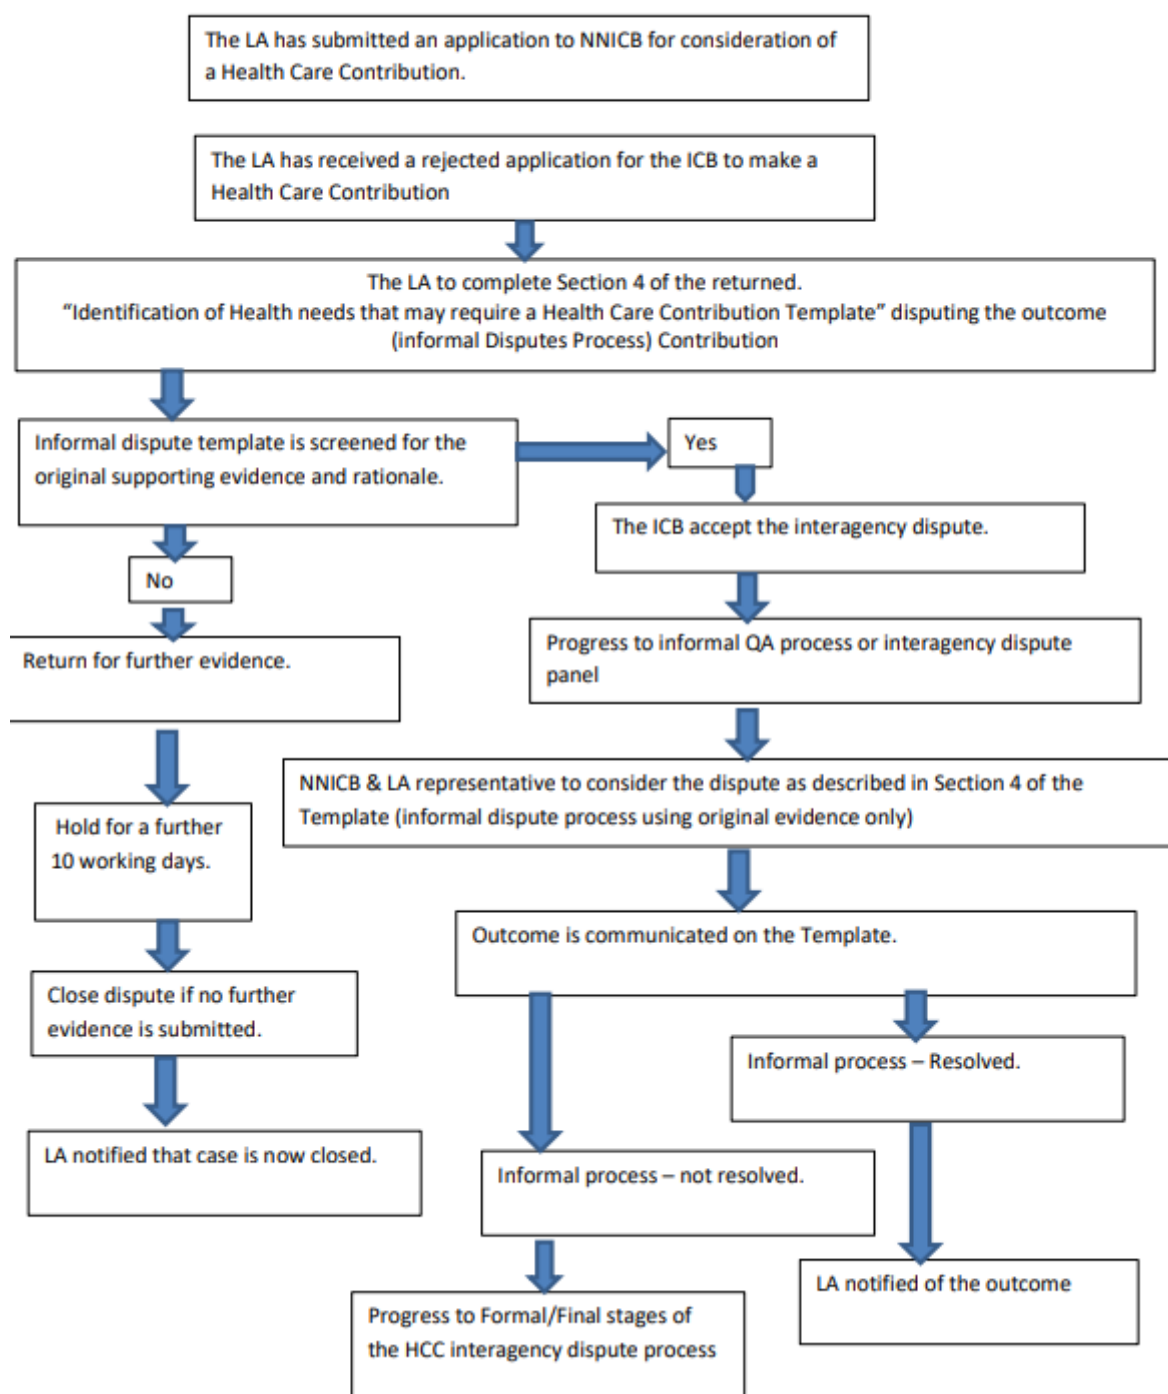 The LA has submitted an application to NNICB for consideration of
a Health Care Contribution.
The LA has received a rejected application for the ICB to make a
Health Care Contribution
The LA to complete Section 4 of the returned.
“Identification of Health needs that may require a Health Care Contribution Template” disputing the outcome
(informal Disputes Process) Contribution
Informal dispute template is screened for the
original supporting evidence and rationale.
Yes
The ICB accept the interagency dispute.
No
Progress to informal QA process or interagency dispute
panel
Return for further evidence.
NNICB & LA representative to consider the dispute as described in Section 4 of the
Template (informal dispute process using original evidence only)
Hold for a further
10 working days.
Outcome is communicated on the Template.
Close dispute if no further
evidence is submitted.
Informal process – Resolved.
LA notified that case is now closed.
Informal process – not resolved.
LA notified of the outcome
Progress to Formal/Final stages of
the HCC interagency dispute process